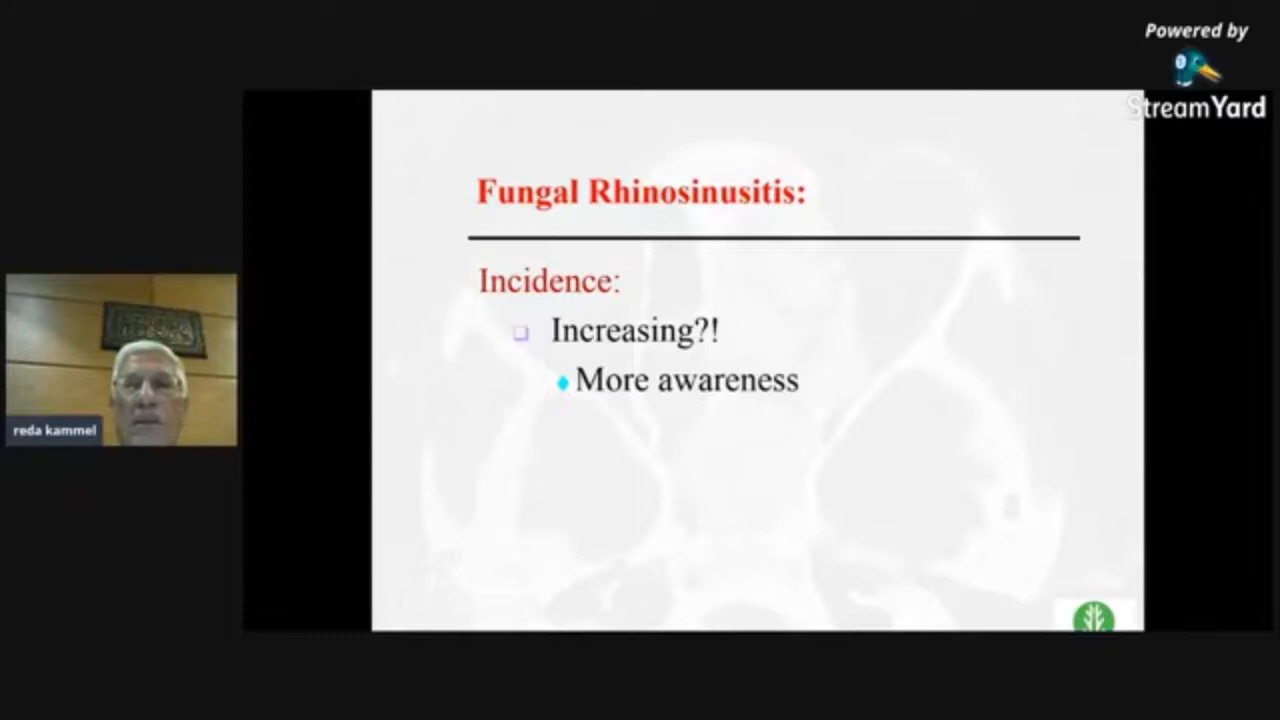 Powered by
StreamYard
Fungal Rhinosinusitis:
Incidence:
Increasing?!
More awareness
reda kammel